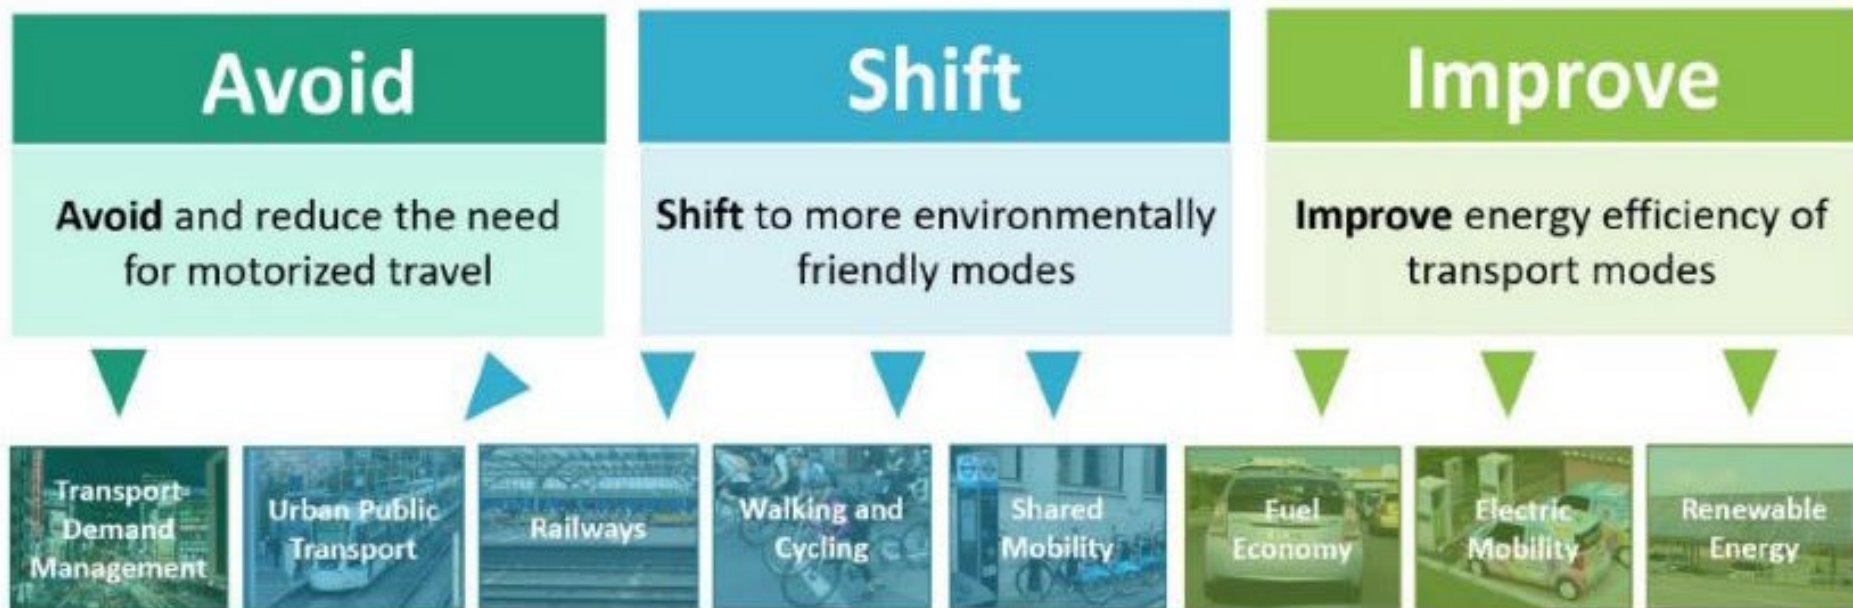 Avoid
Shift
Improve
Avoid and reduce the need
for motorized travel
Shift to more environmentally
friendly modes
Improve energy efficiency of
transport modes
Transport
Demand
Management
Urban Public
Transport
Railways
Walking and
Cycling
Shared
Mobility
Fuel
Economy
Electric
Mobility
Renewable
Energy